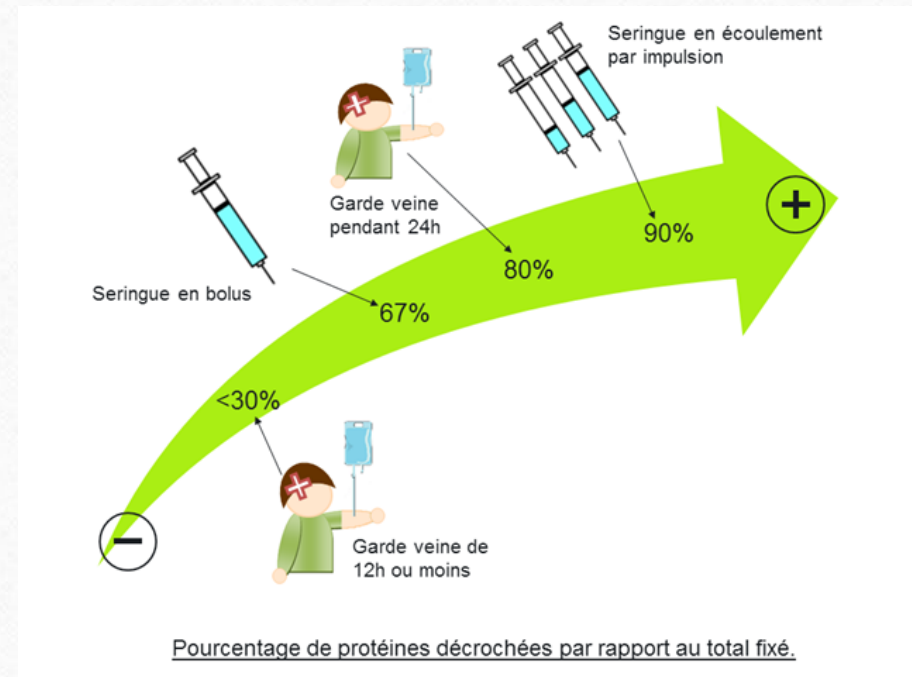 Seringue en écoulement
par impulsion
Garde veine
pendant 24h
Seringue en bolus
+
90%
80%
67%
<30%
−
Garde veine de
12h ou moins
Pourcentage de protéines décrochées par rapport au total fixé.